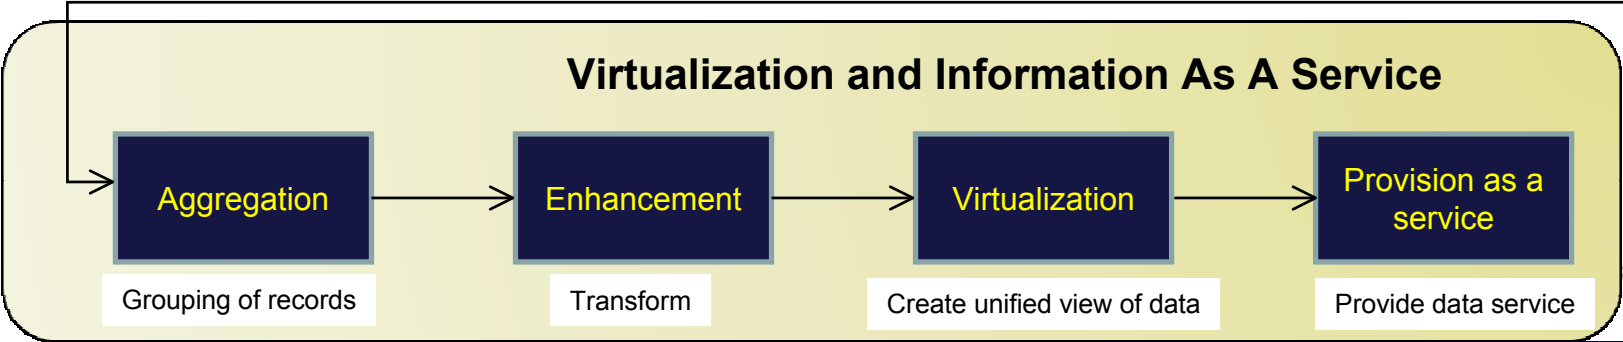 Virtualization and Information As A Service
Aggregation
Enhancement
Virtualization
Provision as a
service
Grouping of records
Transform
Create unified view of data
Provide data service